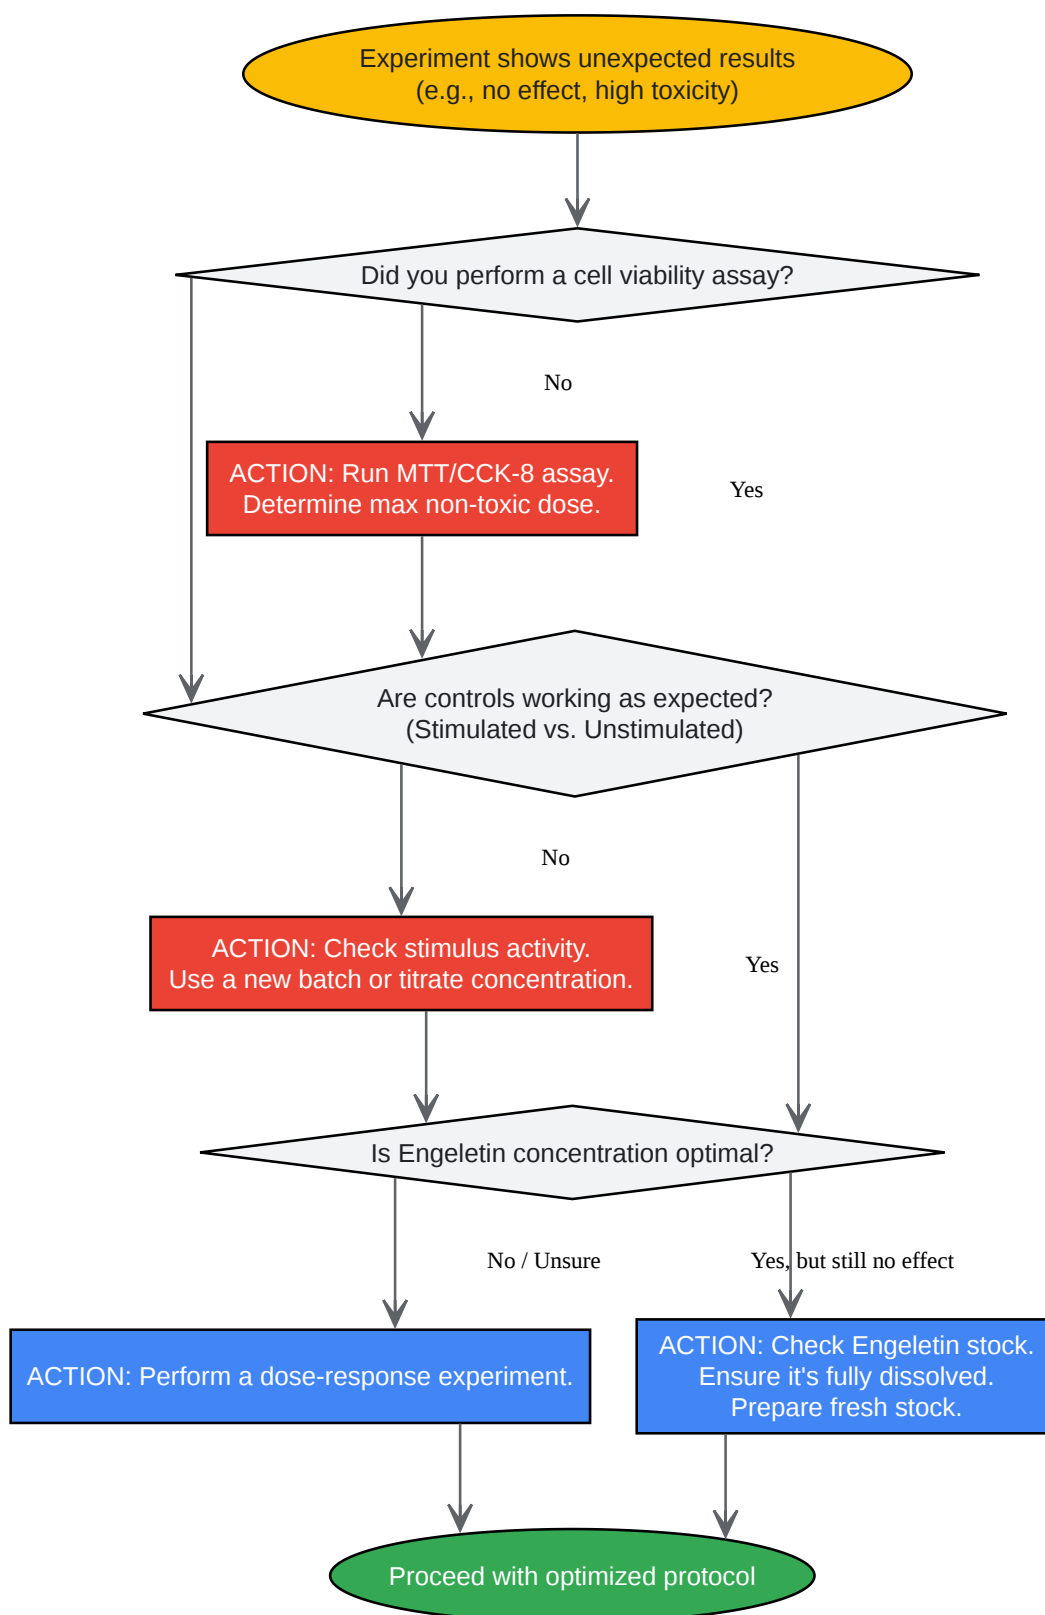 Experiment shows unexpected results
(e.g., no effect, high toxicity)
Did you perform a cell viability assay?
No
ACTION: Run MTT/CCK-8 assay.
Determine max non-toxic dose.
Yes
Are controls working as expected?
(Stimulated vs. Unstimulated)
No
ACTION: Check stimulus activity.
Use a new batch or titrate concentration.
Yes
Is Engeletin concentration optimal?
No / Unsure
Yes, but still no effect
ACTION: Perform a dose-response experiment.
ACTION: Check Engeletin stock.
Ensure it's fully dissolved.
Prepare fresh stock.
Proceed with optimized protocol